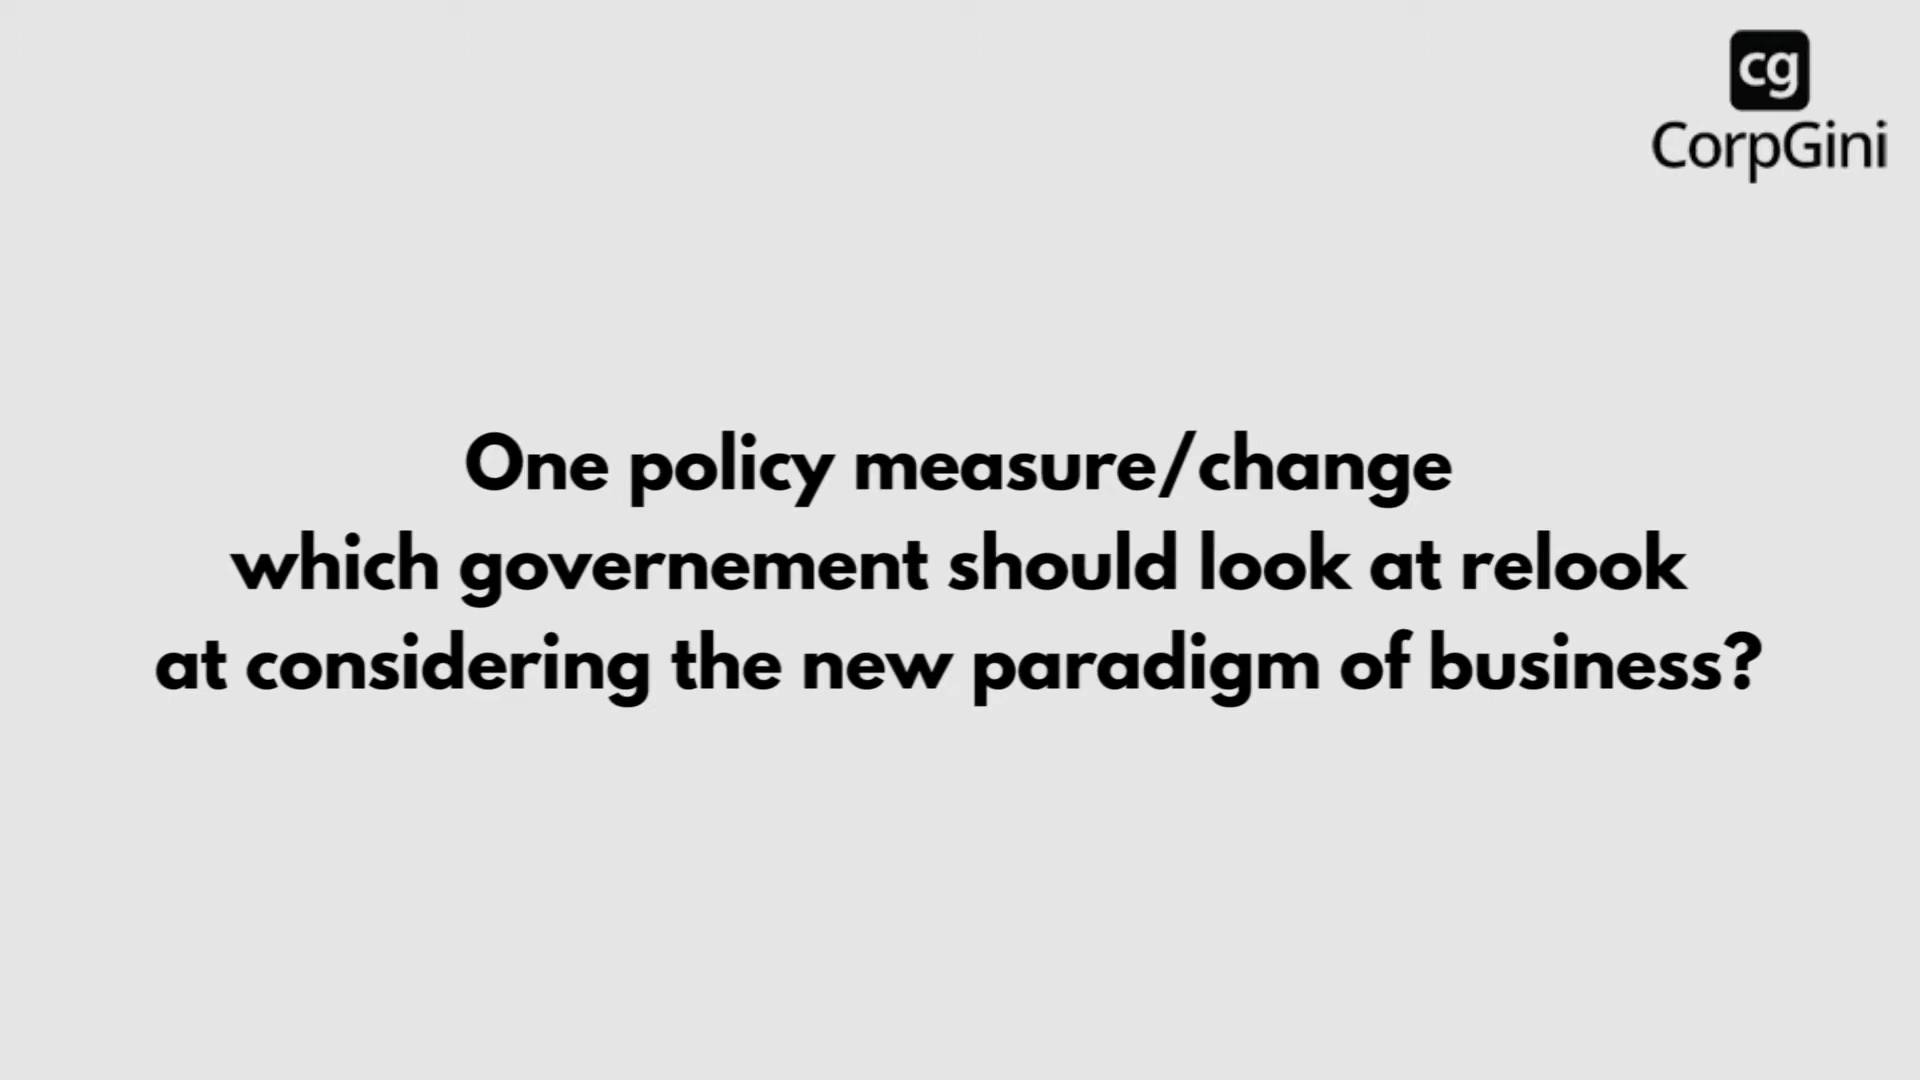 cg
CorpGini
One policy measure/change
which governement should look at relook
at considering the new paradigm of business?